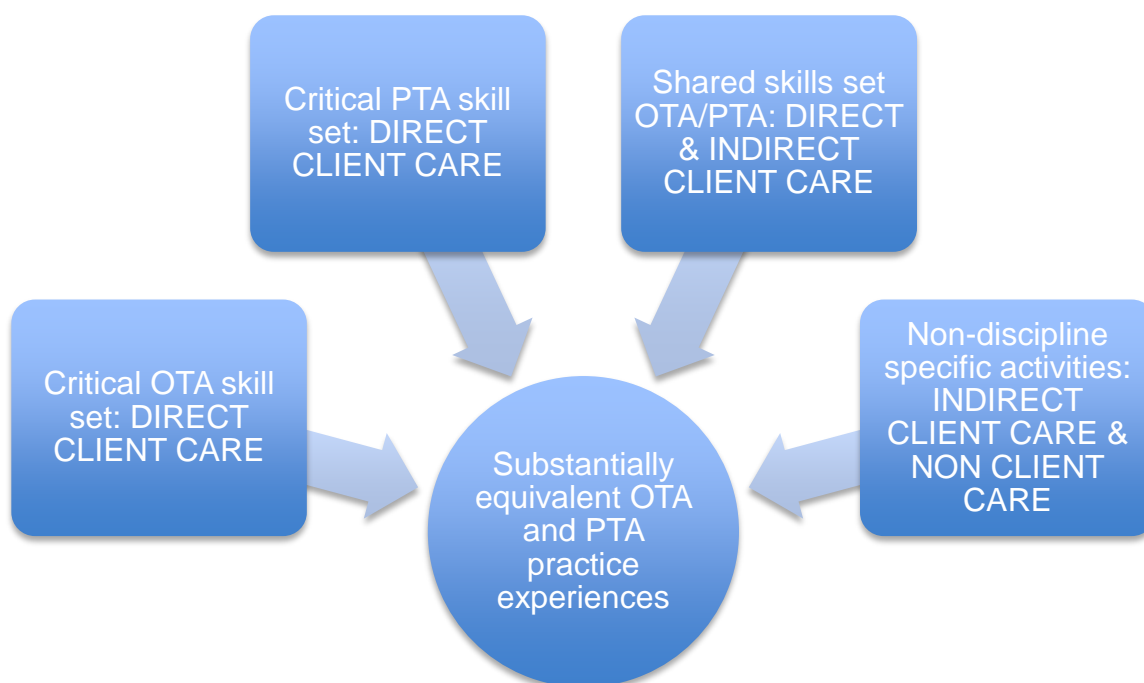 Critical PTA skill
set: DIRECT
CLIENT CARE
Shared skills set
OTA/PTA: DIRECT
& INDIRECT
CLIENT CARE
Critical OTA skill
set: DIRECT
CLIENT CARE
Non-discipline
specific activities:
INDIRECT
CLIENT CARE &
NON CLIENT
CARE
Substantially
equivalent OTA
and PTA
practice
experiences